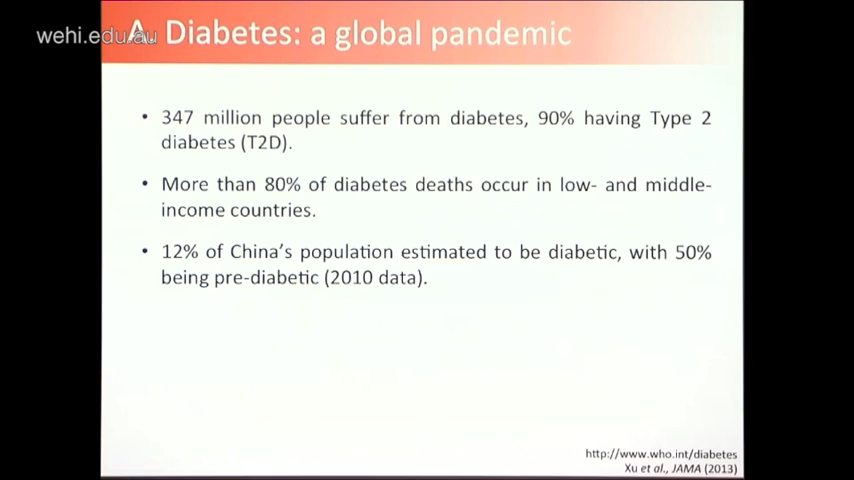 wehi.edu.au
A. Diabetes: a global pandemic
• 347 million people suffer from diabetes, 90% having Type 2
diabetes (T2D).
• More than 80% of diabetes deaths occur in low- and middle-
income countries.
• 12% of China's population estimated to be diabetic, with 50%
being pre-diabetic (2010 data).
http://www.who.int/diabetes
Xu et al., JAMA (2013)